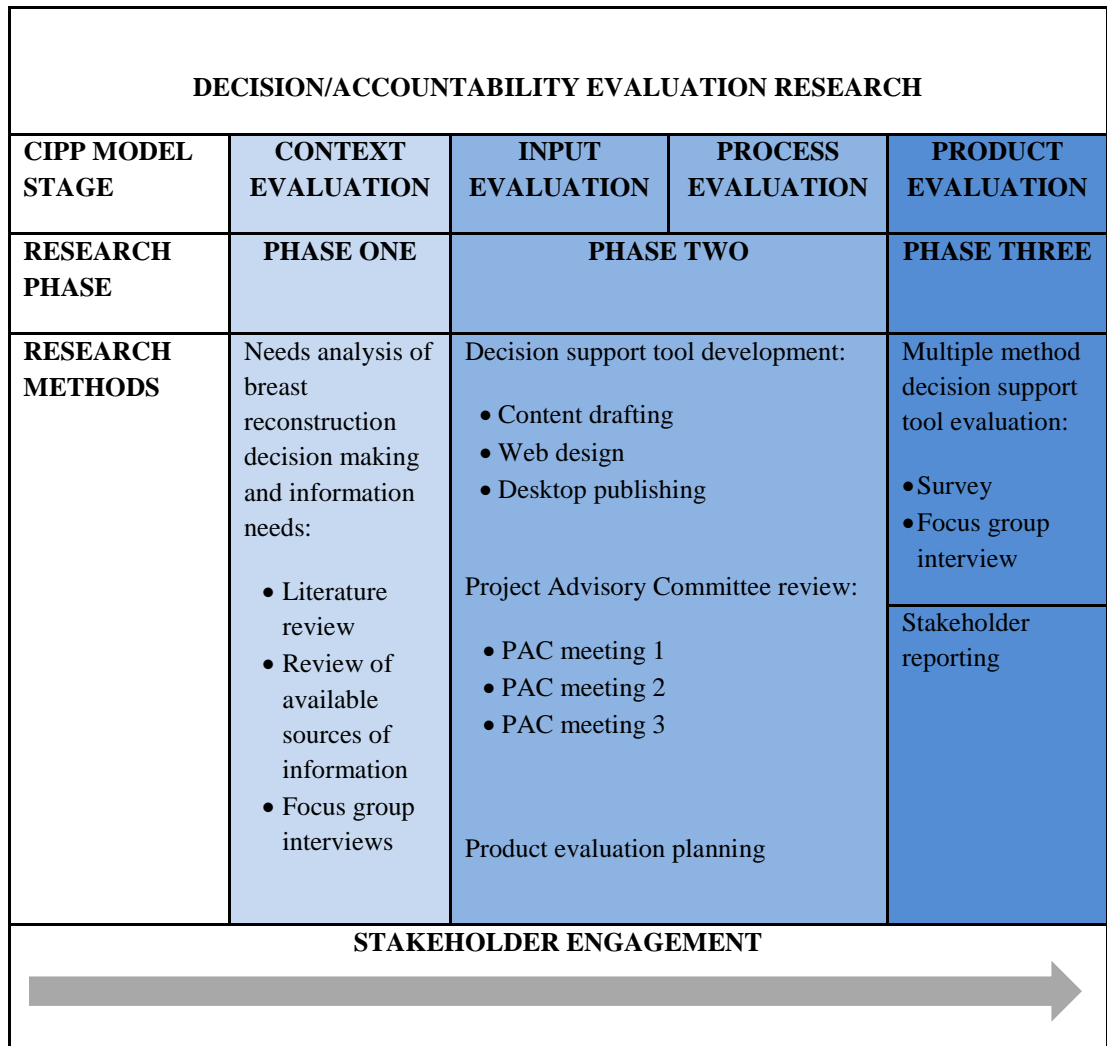 DECISION/ACCOUNTABILITY EVALUATION RESEARCH
CIPP MODEL
STAGE
CONTEXT
EVALUATION
INPUT
EVALUATION
PROCESS
EVALUATION
PRODUCT
EVALUATION
RESEARCH
PHASE
PHASE ONE
PHASE TWO
PHASE THREE
RESEARCH
METHODS
Needs analysis of
breast
reconstruction
decision making
and information
needs:
• Literature
review
• Review of
available
sources of
information
• Focus group
interviews
Decision support tool development:
• Content drafting
• Web design
• Desktop publishing
Project Advisory Committee review:
• PAC meeting 1
• PAC meeting 2
• PAC meeting 3
Product evaluation planning
Multiple method
decision support
tool evaluation:
• Survey
• Focus group
interview
Stakeholder
reporting
STAKEHOLDER ENGAGEMENT